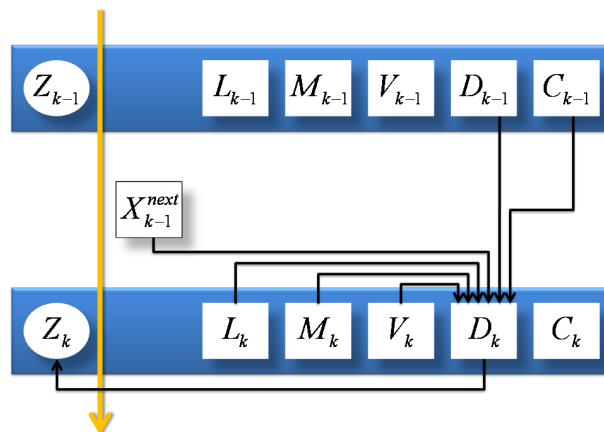 Z_{k-1} L_{k-1} M_{k-1} V_{k-1} D_{k-1} C_{k-1}
X_{k-1}^{next}
Z_k L_k M_k V_k D_k C_k